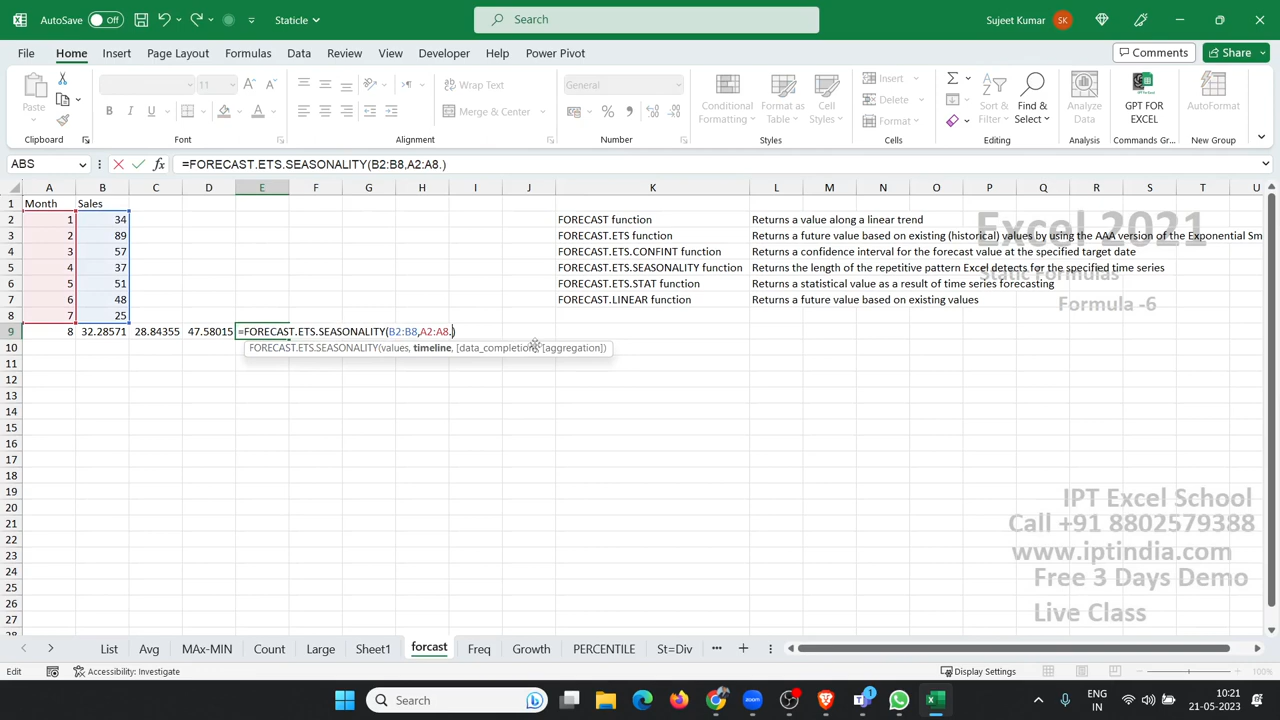 AutoSave Off Staticle Search Sujeet Kumar SK
File Home Insert Page Layout Formulas Data Review View Developer Help Power Pivot Comments Share
Paste 11 Wrap Text General Conditional Formatting Format as Table Cell Styles Insert Sort & Filter Find & Select Analyze Data GPT FOR EXCEL AutoFormat
Merge & Center Delete
Format
Clipboard Font Alignment Number Styles Cells Editing Analysis Commands Gr... New Group
ABS =FORECAST.ETS.SEASONALITY(B2:B8,A2:A8.)
A B C D E F G H I J K L M N O P Q R S T U
1 Month Sales
2 1 34 FORECAST function Returns a value along a linear trend
Excel 2021
3 2 89 FORECAST.ETS function Returns a future value based on existing (historical) values by using the AAA version of the Exponential Sm
4 3 57 FORECAST.ETS.CONFINT function Returns a confidence interval for the forecast value at the specified target date
5 4 37 FORECAST.ETS.SEASONALITY function Returns the length of the repetitive pattern Excel detects for the specified time series
Static Formulas
6 5 51 FORECAST.ETS.STAT function Returns a statistical value as a result of time series forecasting
7 6 48 FORECAST.LINEAR function Returns a future value based on existing values
Formula -6
8 7 25
9 8 32.28571 28.84355 47.58015 =FORECAST.ETS.SEASONALITY(B2:B8,A2:A8.)
10 FORECAST.ETS.SEASONALITY(values, timeline, [data_completion], [aggregation])
11
12
13
14
15
16
17
18
19
IPT Excel School
20
21
Call +91 8802579388
22
23
www.iptindia.com
24
Free 3 Days Demo
25
26
Live Class
27
28
List Avg MAx-MIN Count Large Sheet1 forcast Freq Growth PERCENTILE St=Div
Edit Accessibility: Investigate Display Settings 100%
Search 1 ENG IN 10:21 21-05-2023